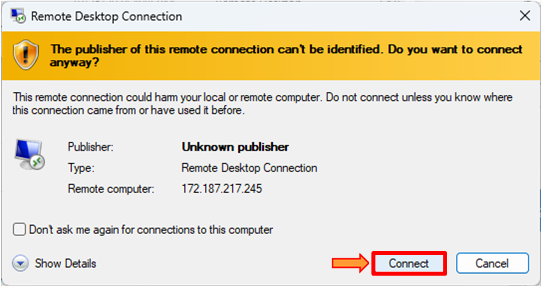 Remote Desktop Connection
The publisher of this remote connection can't be identified. Do you want to connect
anyway?
This remote connection could harm your local or remote computer. Do not connect unless you know where
this connection came from or have used it before.
Publisher: Unknown publisher
Type: Remote Desktop Connection
Remote computer: 172.187.217.245
Don't ask me again for connections to this computer
Show Details Connect Cancel